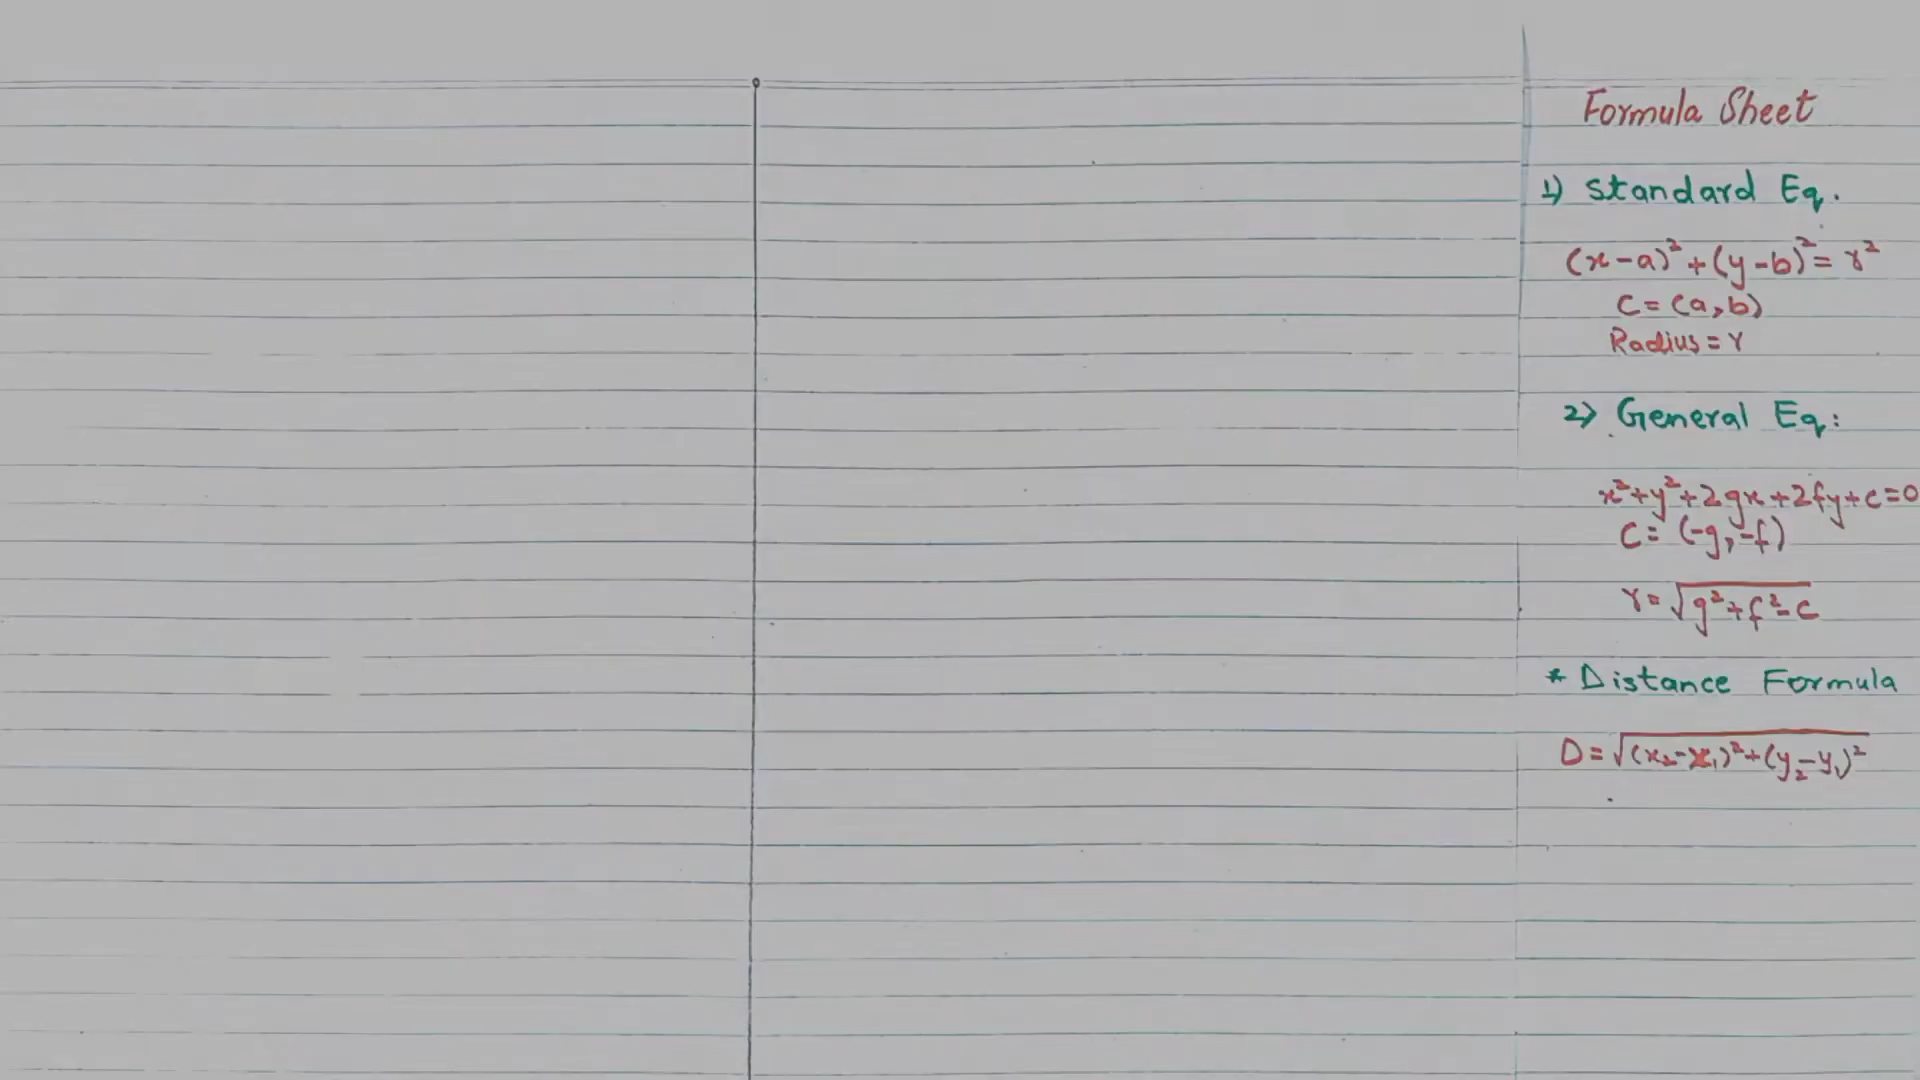 Formula Sheet
1) Standard Eq.
(x-a)²+(y-b)²= r²
C= (a,b)
Radius = r
2) General Eq:
x²+y²+2gx+2fy+c=0
C= (-g,-f)
r= √g²+f²-c
* Distance Formula
D= √(x₂-x₁)²+(y₂-y₁)²